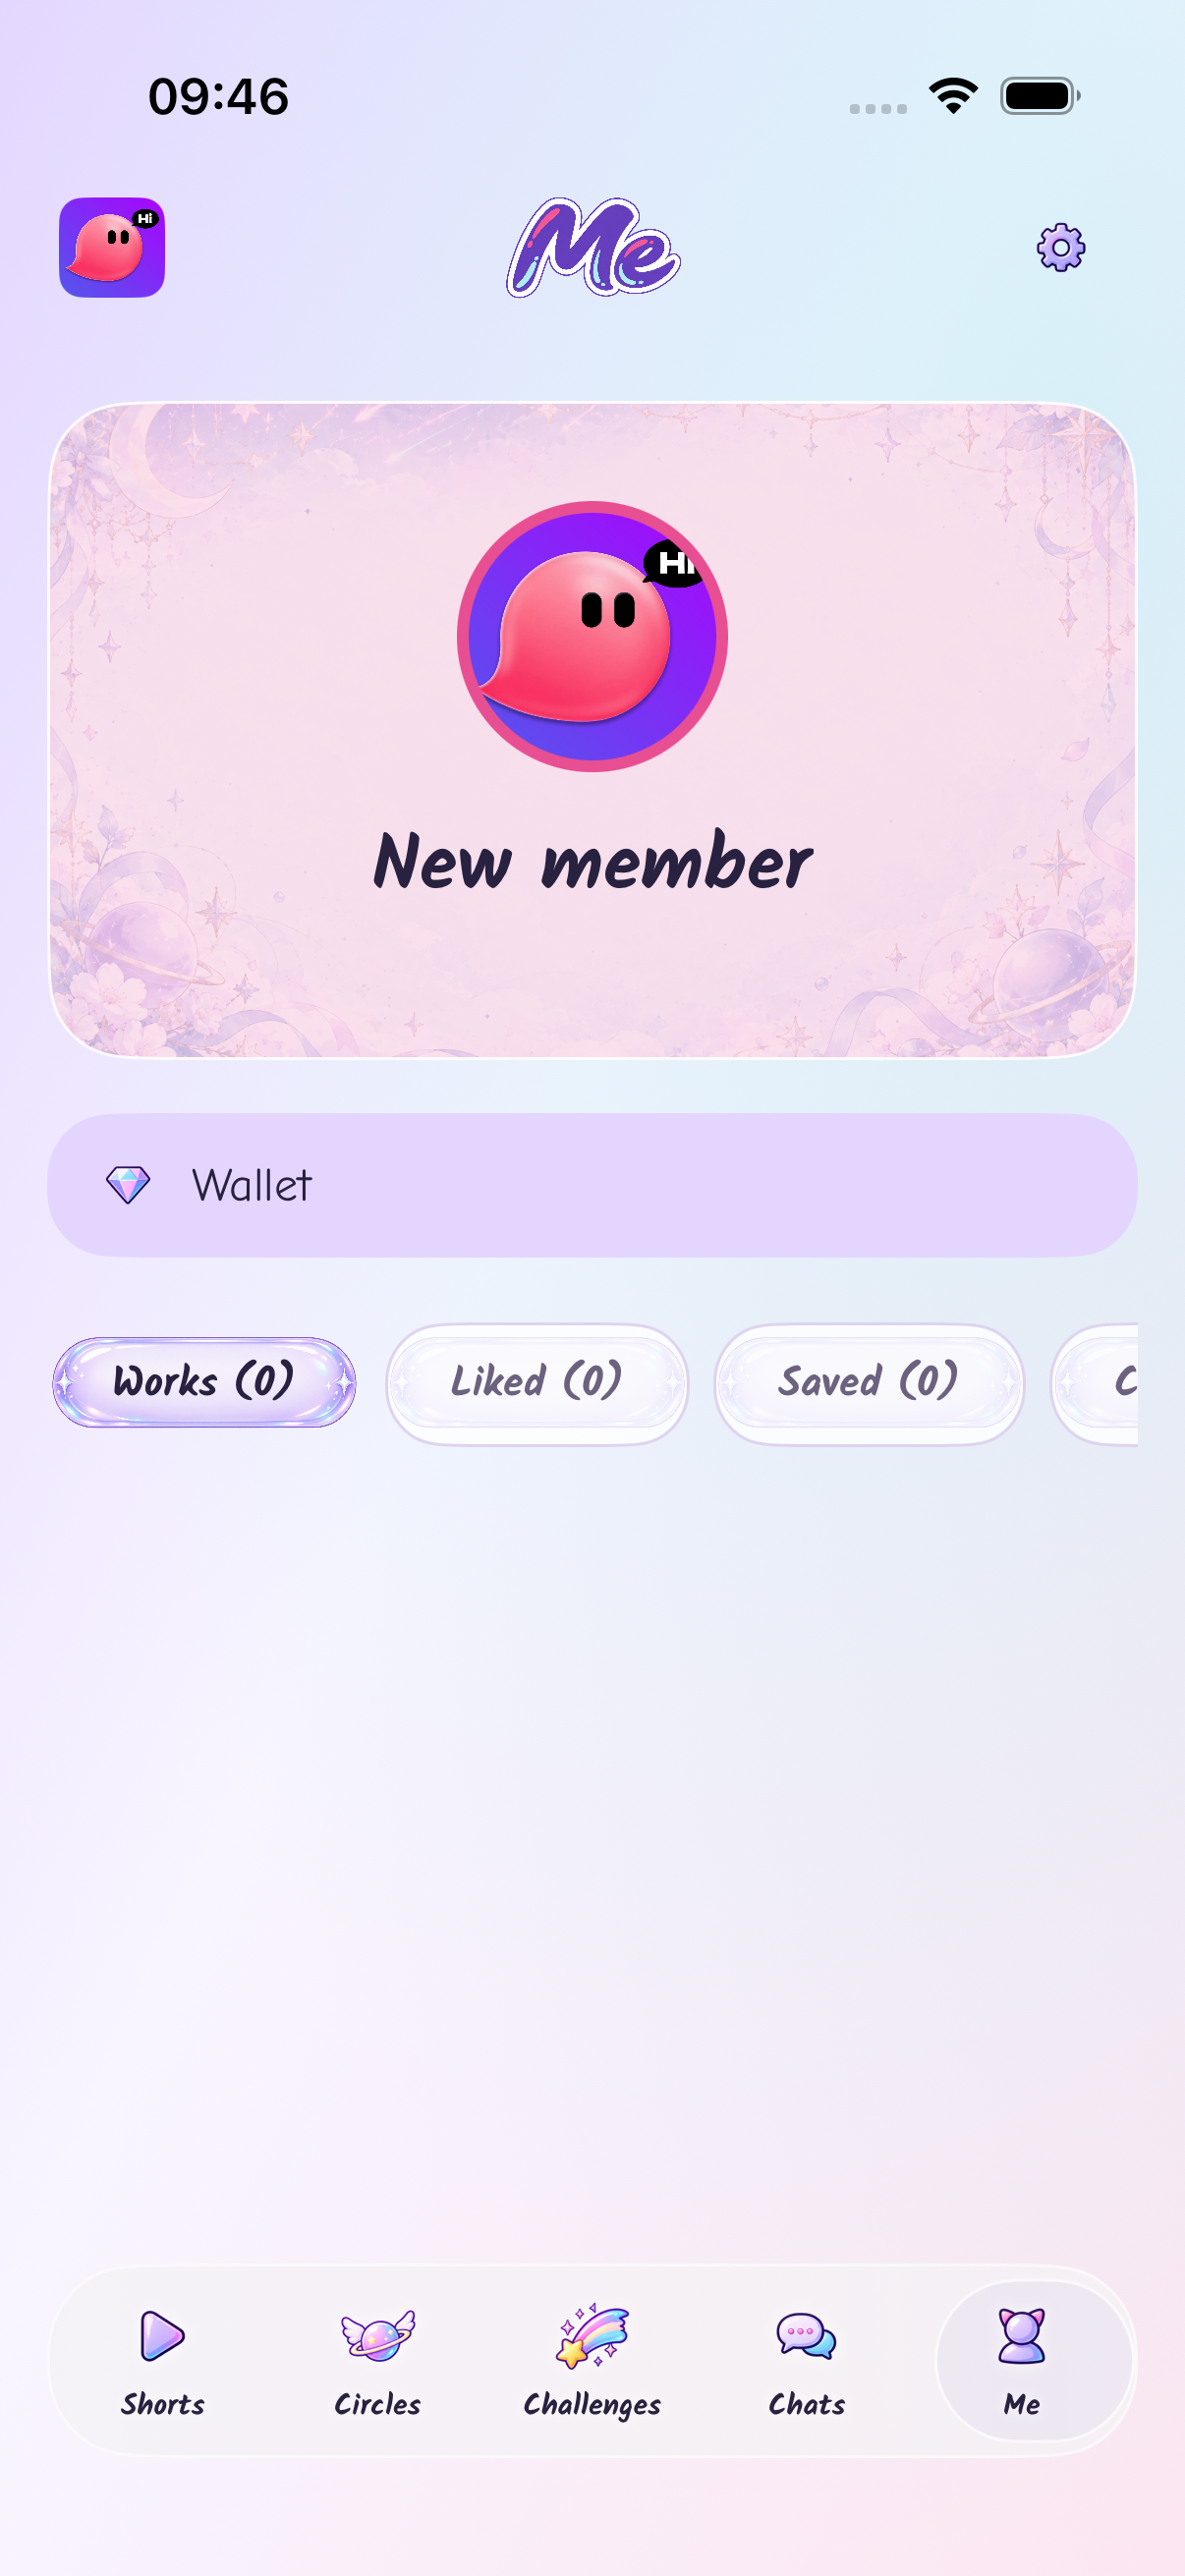 09:46
Hi
Me
Hi
New member
Wallet
Works (0)
Liked (0)
Saved (0)
Shorts
Circles
Challenges
Chats
Me